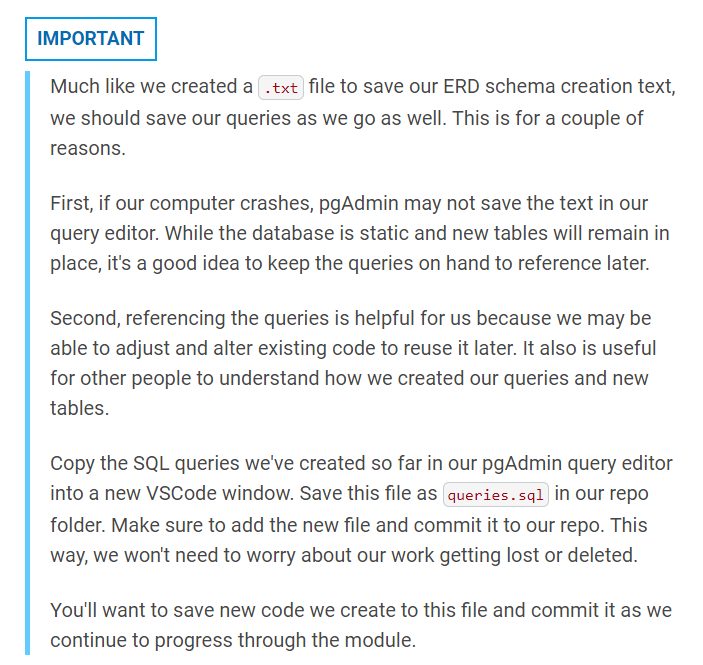 IMPORTANT
Much like we created a .txt file to save our ERD schema creation text,
we should save our queries as we go as well. This is for a couple of
reasons.
First, if our computer crashes, pgAdmin may not save the text in our
query editor. While the database is static and new tables will remain in
place, it's a good idea to keep the queries on hand to reference later.
Second, referencing the queries is helpful for us because we may be
able to adjust and alter existing code to reuse it later. It also is useful
for other people to understand how we created our queries and new
tables.
Copy the SQL queries we've created so far in our pgAdmin query editor
into a new VSCode window. Save this file as queries.sql in our repo
folder. Make sure to add the new file and commit it to our repo. This
way, we won't need to worry about our work getting lost or deleted.
You'll want to save new code we create to this file and commit it as we
continue to progress through the module.